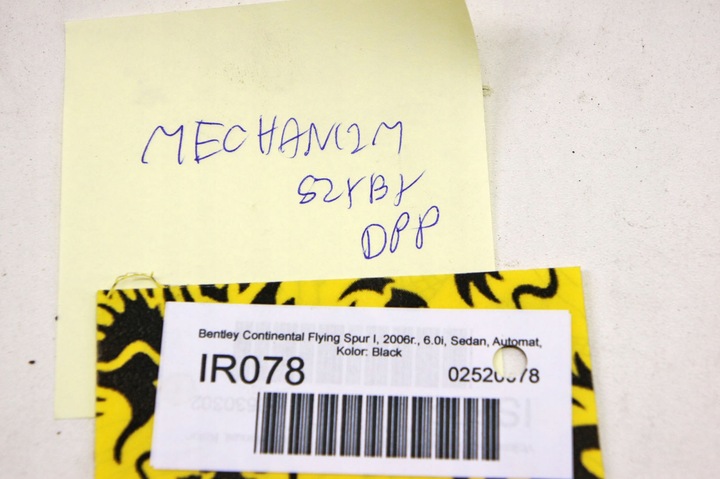 MECHANIZM
SZYBY
DPP
Bentley Continental Flying Spur I, 2006r., 6.0i, Sedan, Automat,
Kolor: Black
IR078